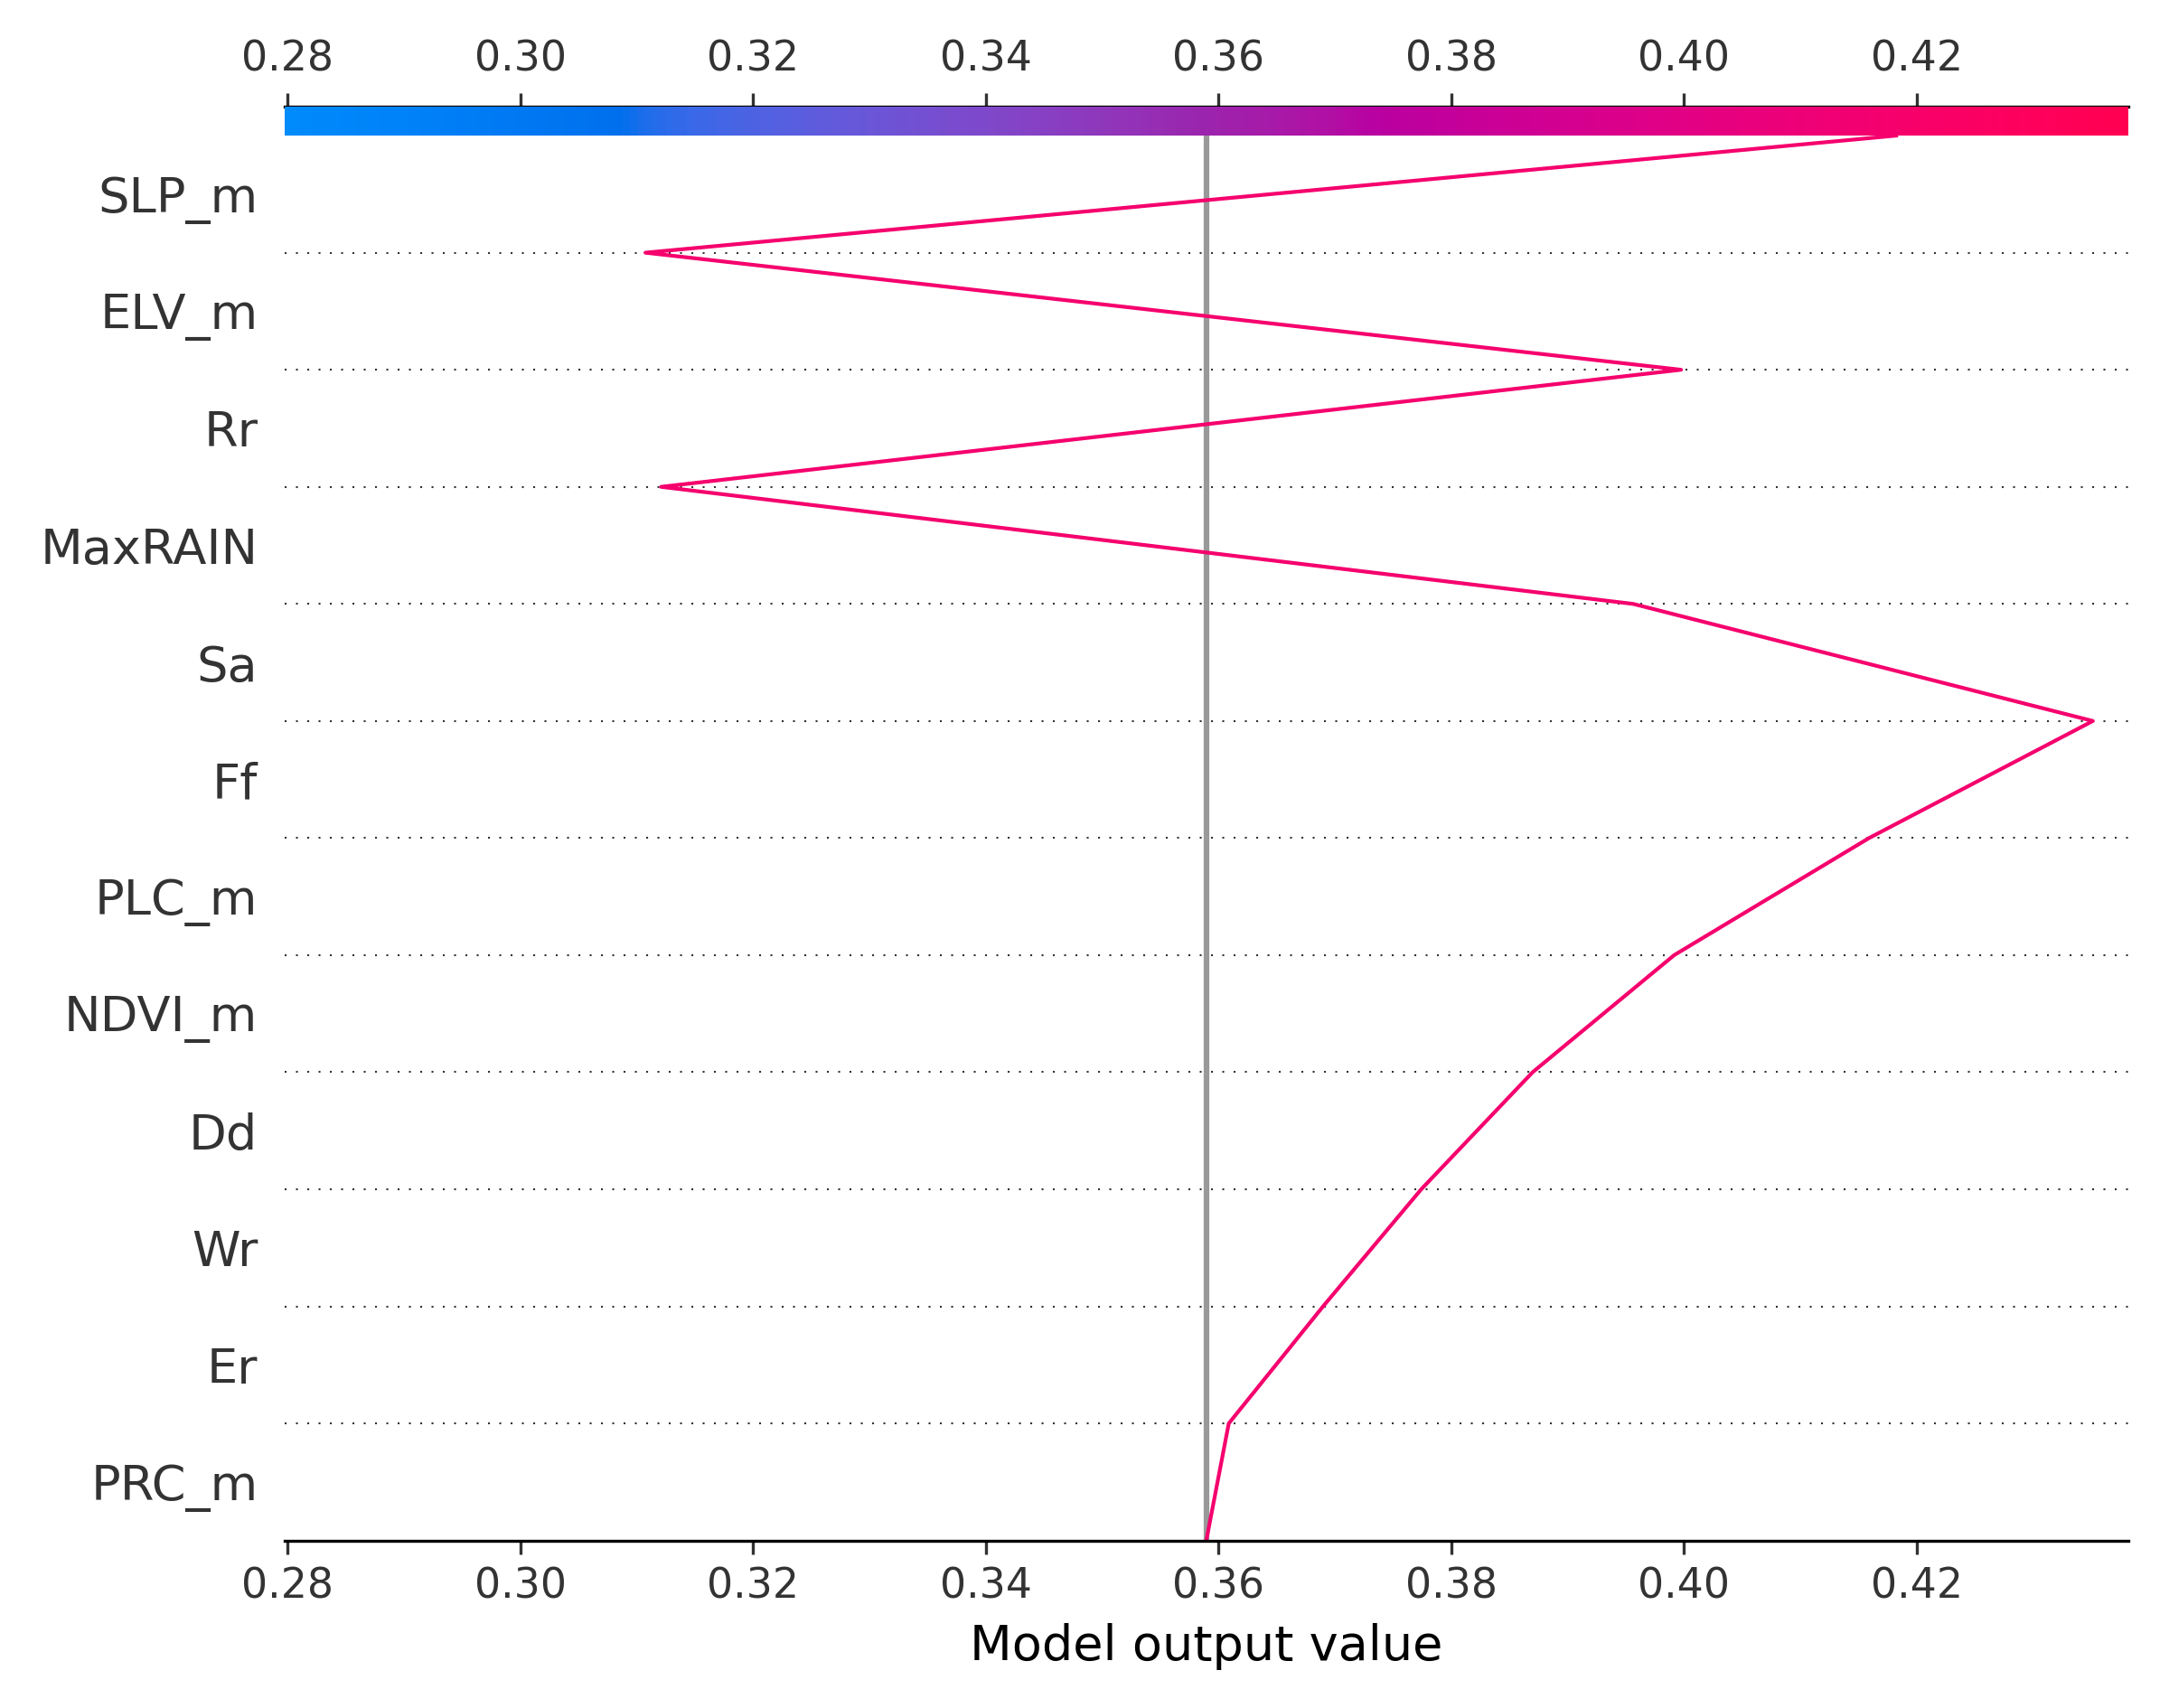 0.28 0.30 0.32 0.34 0.36 0.38 0.40 0.42
SLP_m
ELV_m
Rr
MaxRAIN
Sa
Ff
PLC_m
NDVI_m
Dd
Wr
Er
PRC_m
0.28 0.30 0.32 0.34 0.36 0.38 0.40 0.42
Model output value